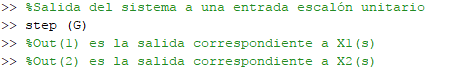 >> %Salida del sistema a una entrada escalón unitario
>> step (G)
>> %Out(1) es la salida correspondiente a X1(s)
>> %Out(2) es la salida correspondiente a X2(s)